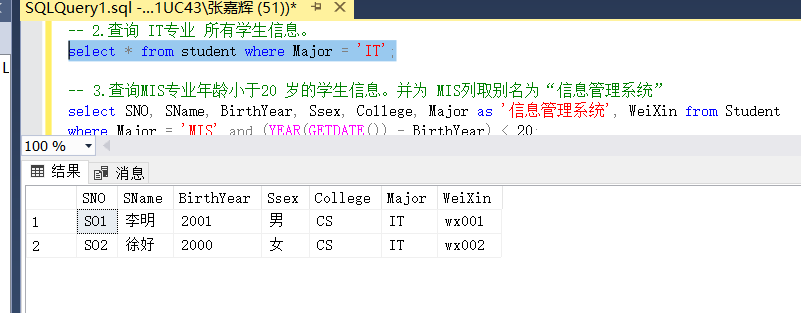 SQLQuery1.sql -...1UC43\张嘉辉 (51))*
-- 2.查询 IT专业 所有学生信息。
select * from student where Major = 'IT';
L
-- 3.查询MIS专业年龄小于20 岁的学生信息。并为 MIS列取别名为“信息管理系统”
select SNO, SName, BirthYear, Ssex, College, Major as '信息管理系统', WeiXin from Student
where Major = 'MIS' and (YEAR(GETDATE()) - BirthYear) < 20;
100 %
结果 消息
SNO SName BirthYear Ssex College Major WeiXin
1 SO1 李明 2001 男 CS IT wx001
2 SO2 徐好 2000 女 CS IT wx002